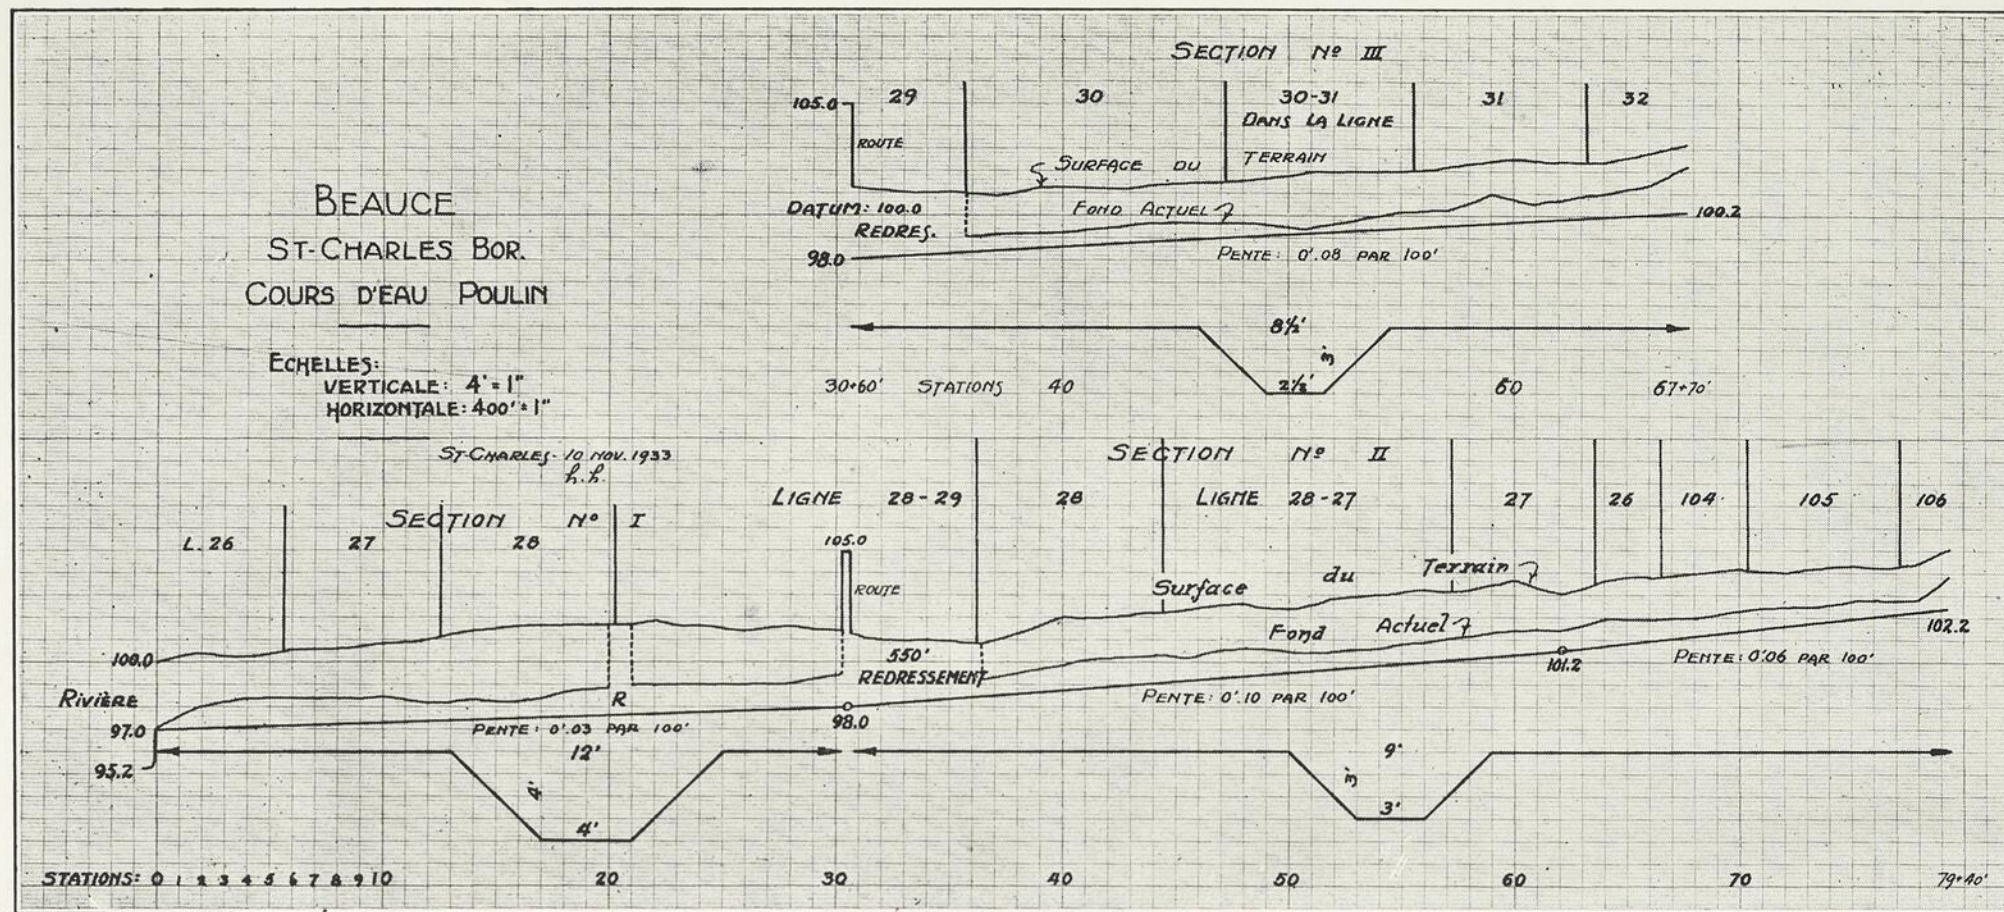 BEAUCE
ST-CHARLES BOR.
COURS D'EAU POULIN
ECHELLES:
VERTICALE: 4' = 1"
HORIZONTALE: 400' = 1"
ST-CHARLES- 10 NOV. 1933
h.h.
SECTION Nº III
105.0 29 30 30-31 31 32
DANS LA LIGNE
ROUTE
SURFACE DU TERRAIN
DATUM: 100.0 FOND ACTUEL 100.2
REDRES.
98.0 PENTE: 0'.08 PAR 100'
8½'
3'
2½'
30+60' STATIONS 40 60 67+70'
SECTION Nº II
LIGNE 28-29 28 LIGNE 28-27 27 26 104 105 106
SECTION Nº I
L. 26 27 28 105.0
ROUTE
Surface du Terrain
Fond Actuel
100.0 550' 102.2
REDRESSEMENT 101.2 PENTE: 0'.06 PAR 100'
RIVIÈRE R PENTE: 0'.10 PAR 100'
97.0 PENTE: 0'.03 PAR 100' 98.0
95.2
12' 9'
4' 3'
4' 3'
STATIONS: 0 1 2 3 4 5 6 7 8 9 10 20 30 40 50 60 70 79+40'